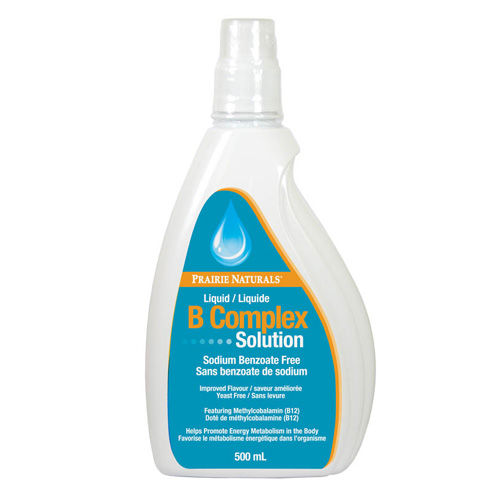 PRAIRIE NATURALS®
Liquid / Liquide
B Complex
Solution
Sodium Benzoate Free
Sans benzoate de sodium
Improved Flavour / saveur améliorée
Yeast Free / Sans levure
Featuring Methylcobalamin (B12)
Doté de méthylcobalamine (B12)
Helps Promote Energy Metabolism in the Body
Favorise le métabolisme énergétique dans l'organisme
500 mL